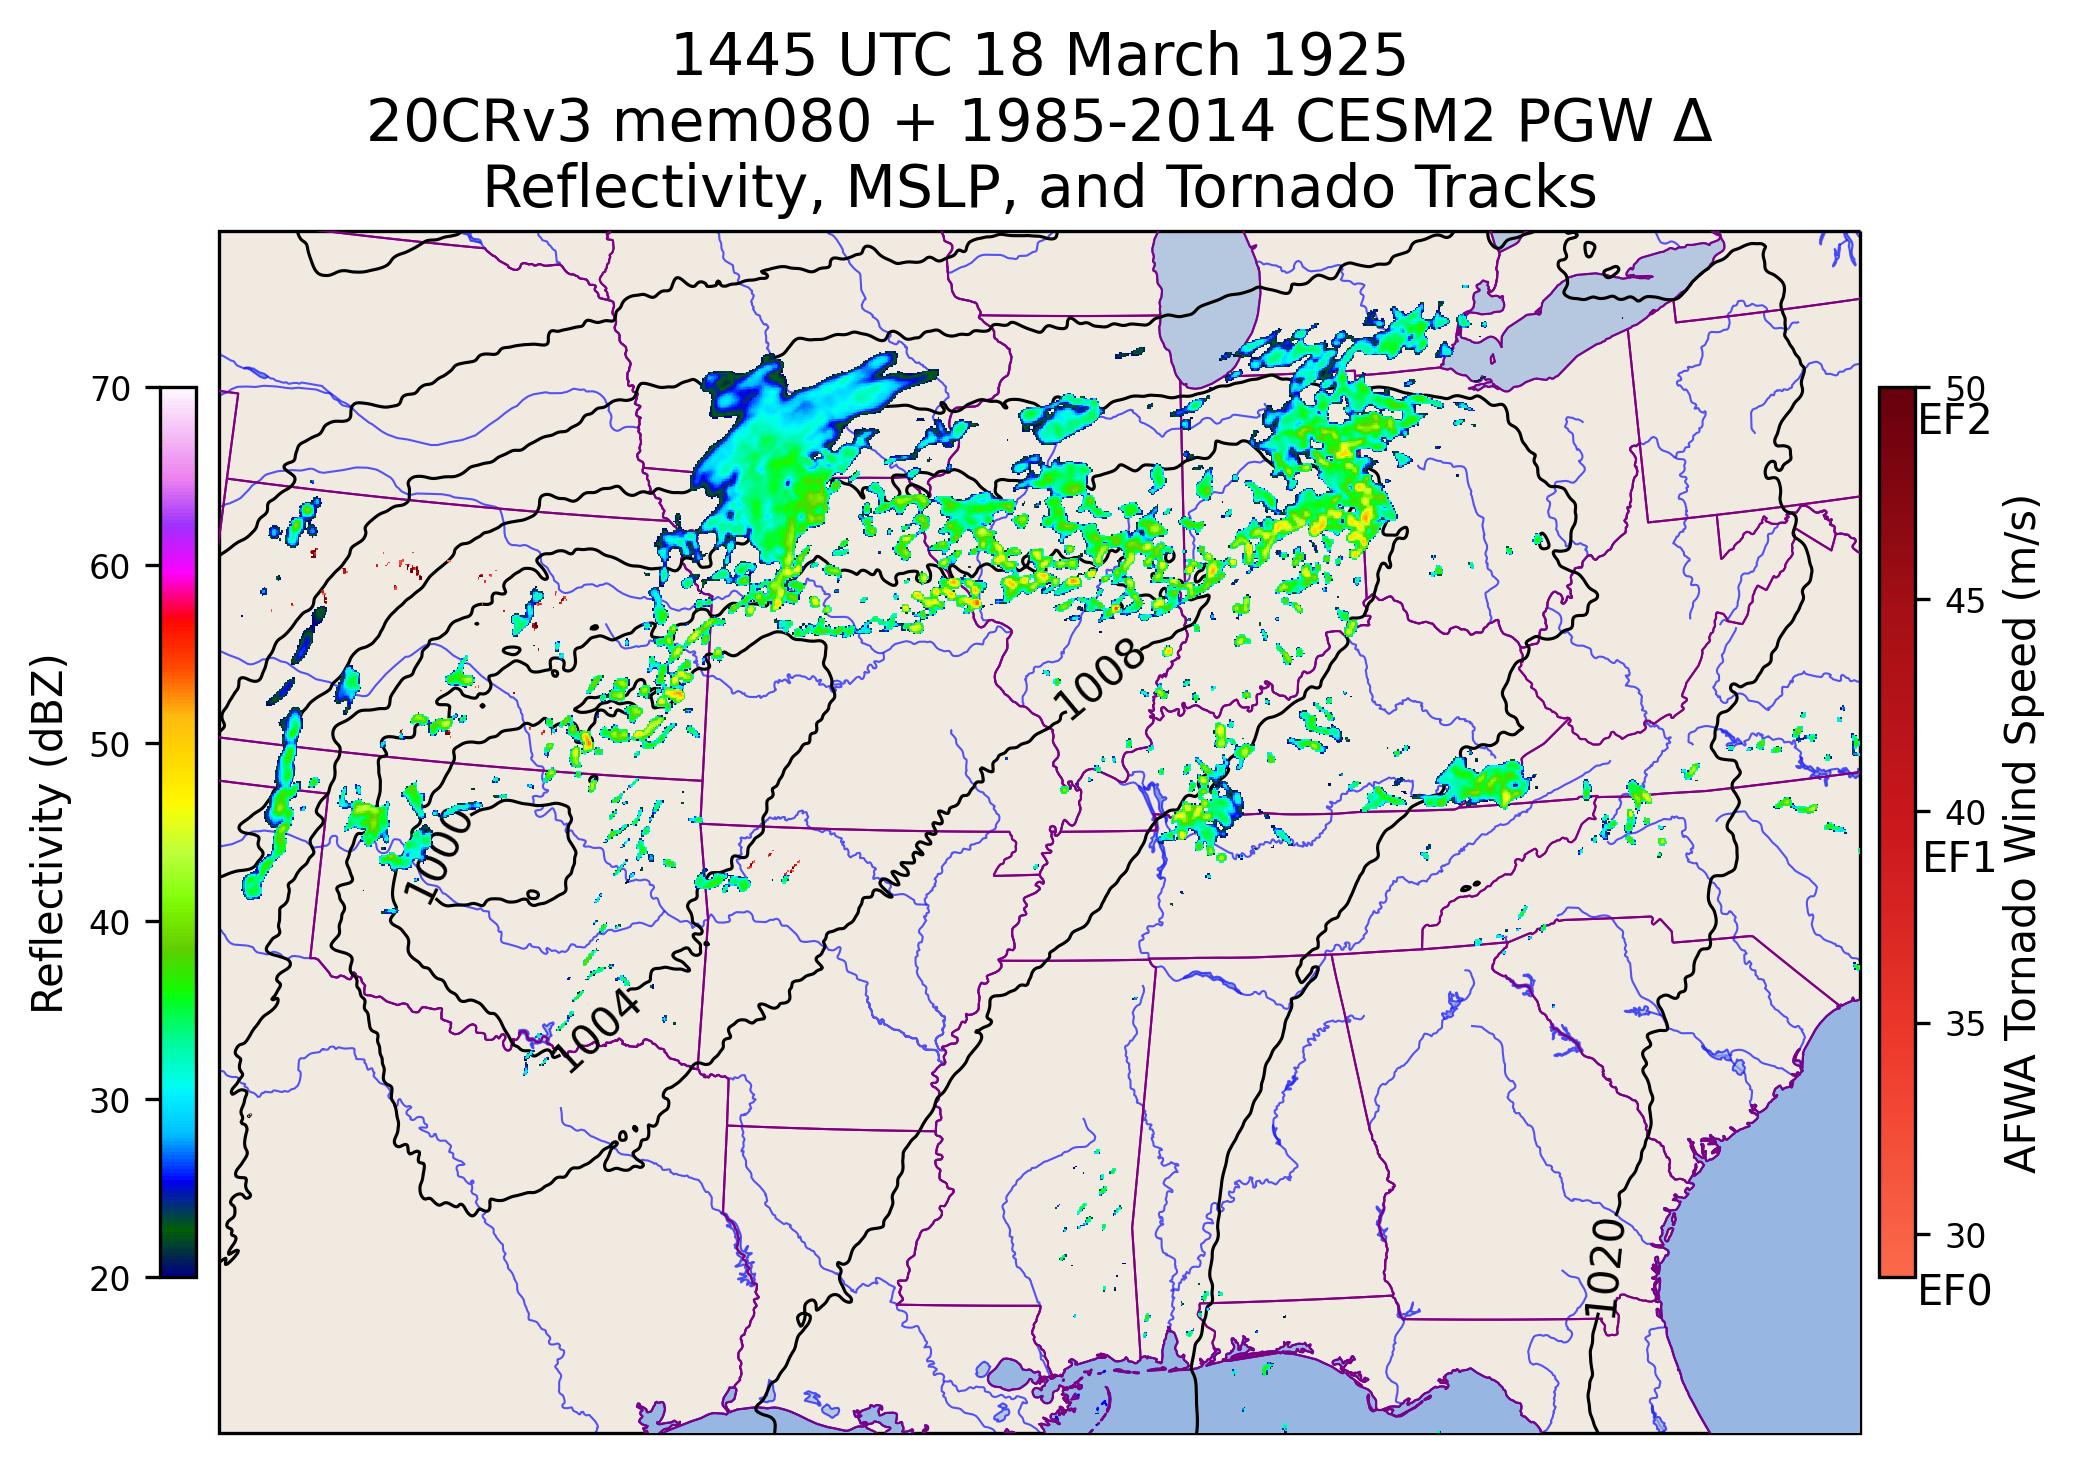 1445 UTC 18 March 1925
20CRv3 mem080 + 1985-2014 CESM2 PGW Δ
Reflectivity, MSLP, and Tornado Tracks
70
60
50
40
30
20
Reflectivity (dBZ)
1008
1000
1004
1020
50
EF2
45
40
EF1
35
30
EF0
AFWA Tornado Wind Speed (m/s)